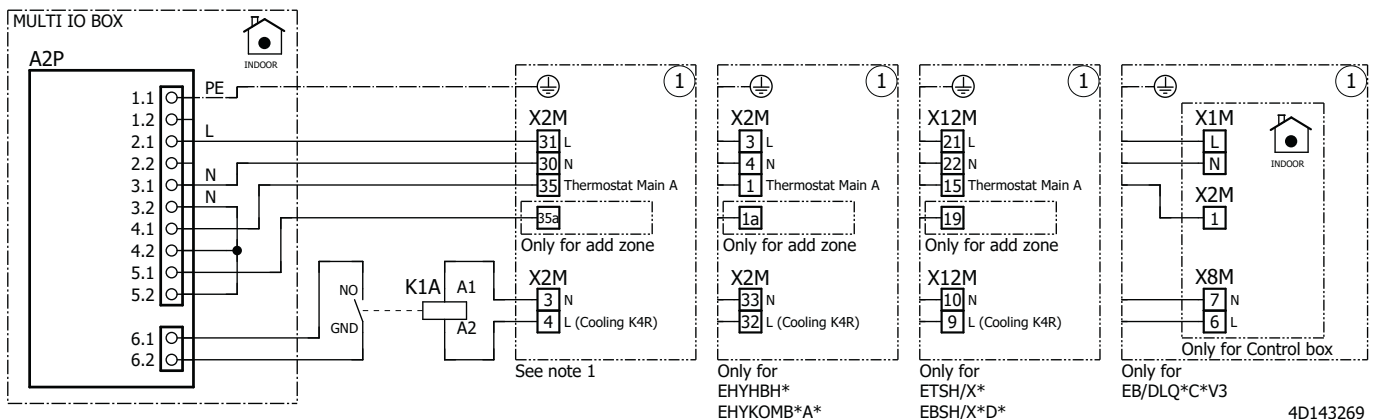 MULTI IO BOX
INDOOR
A2P
1.1
1.2
2.1
2.2
3.1
3.2
4.1
4.2
5.1
5.2
6.1
6.2
PE
L
N
N
NO
GND
K1A
A1
A2
1
X2M
31 L
30 N
35 Thermostat Main A
35a
Only for add zone
X2M
3 N
4 L (Cooling K4R)
See note 1
1
X2M
3 L
4 N
1 Thermostat Main A
1a
Only for add zone
X2M
33 N
32 L (Cooling K4R)
Only for
EHYHBH*
EHYKOMB*A*
1
X12M
21 L
22 N
15 Thermostat Main A
19
Only for add zone
X12M
10 N
9 L (Cooling K4R)
Only for
ETSH/X*
EBSH/X*D*
1
X1M
L
N
INDOOR
X2M
1
X8M
7 N
6 L
Only for Control box
Only for
EB/DLQ*C*V3
4D143269